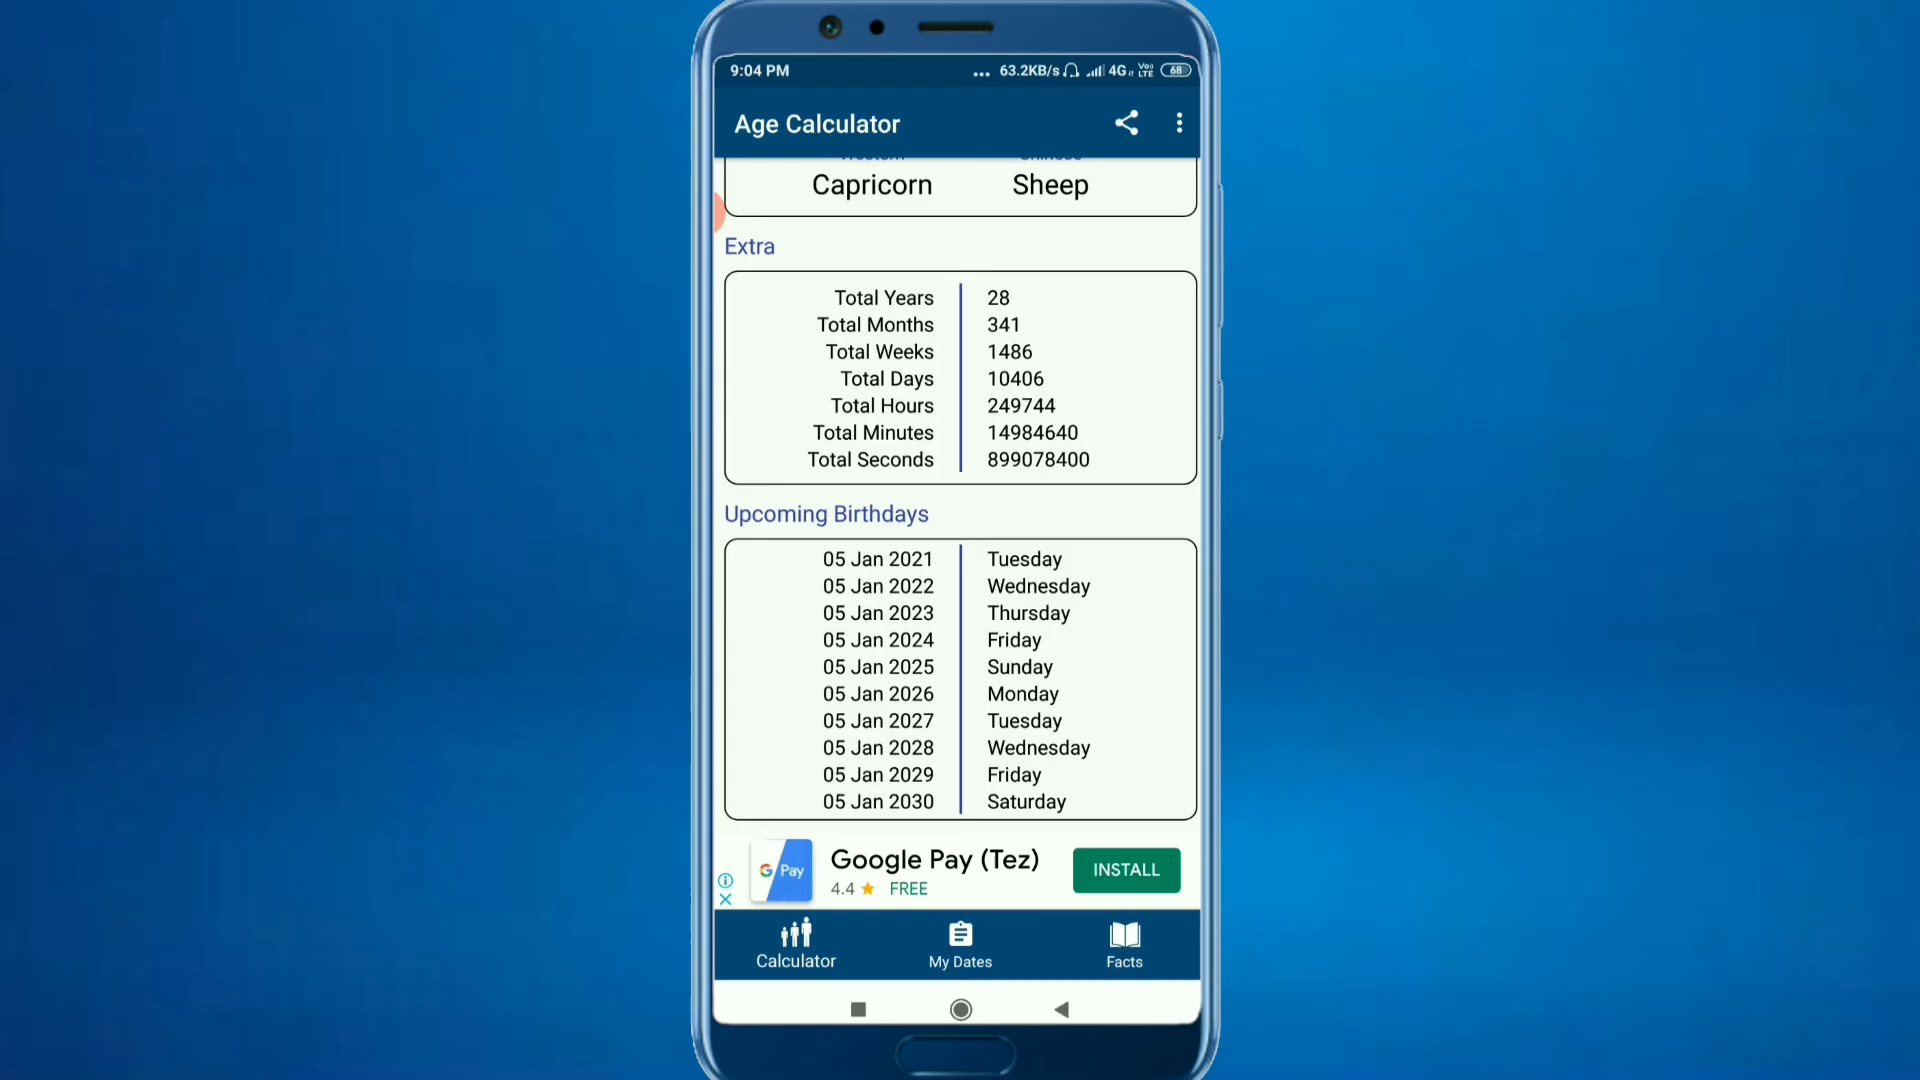 9:04 PM ... 63.2KB/s 4G Vo) LTE 68
Age Calculator
Capricorn Sheep
Extra
Total Years 28
Total Months 341
Total Weeks 1486
Total Days 10406
Total Hours 249744
Total Minutes 14984640
Total Seconds 899078400
Upcoming Birthdays
05 Jan 2021 Tuesday
05 Jan 2022 Wednesday
05 Jan 2023 Thursday
05 Jan 2024 Friday
05 Jan 2025 Sunday
05 Jan 2026 Monday
05 Jan 2027 Tuesday
05 Jan 2028 Wednesday
05 Jan 2029 Friday
05 Jan 2030 Saturday
G Pay
Google Pay (Tez)
4.4 ★ FREE
INSTALL
Calculator My Dates Facts